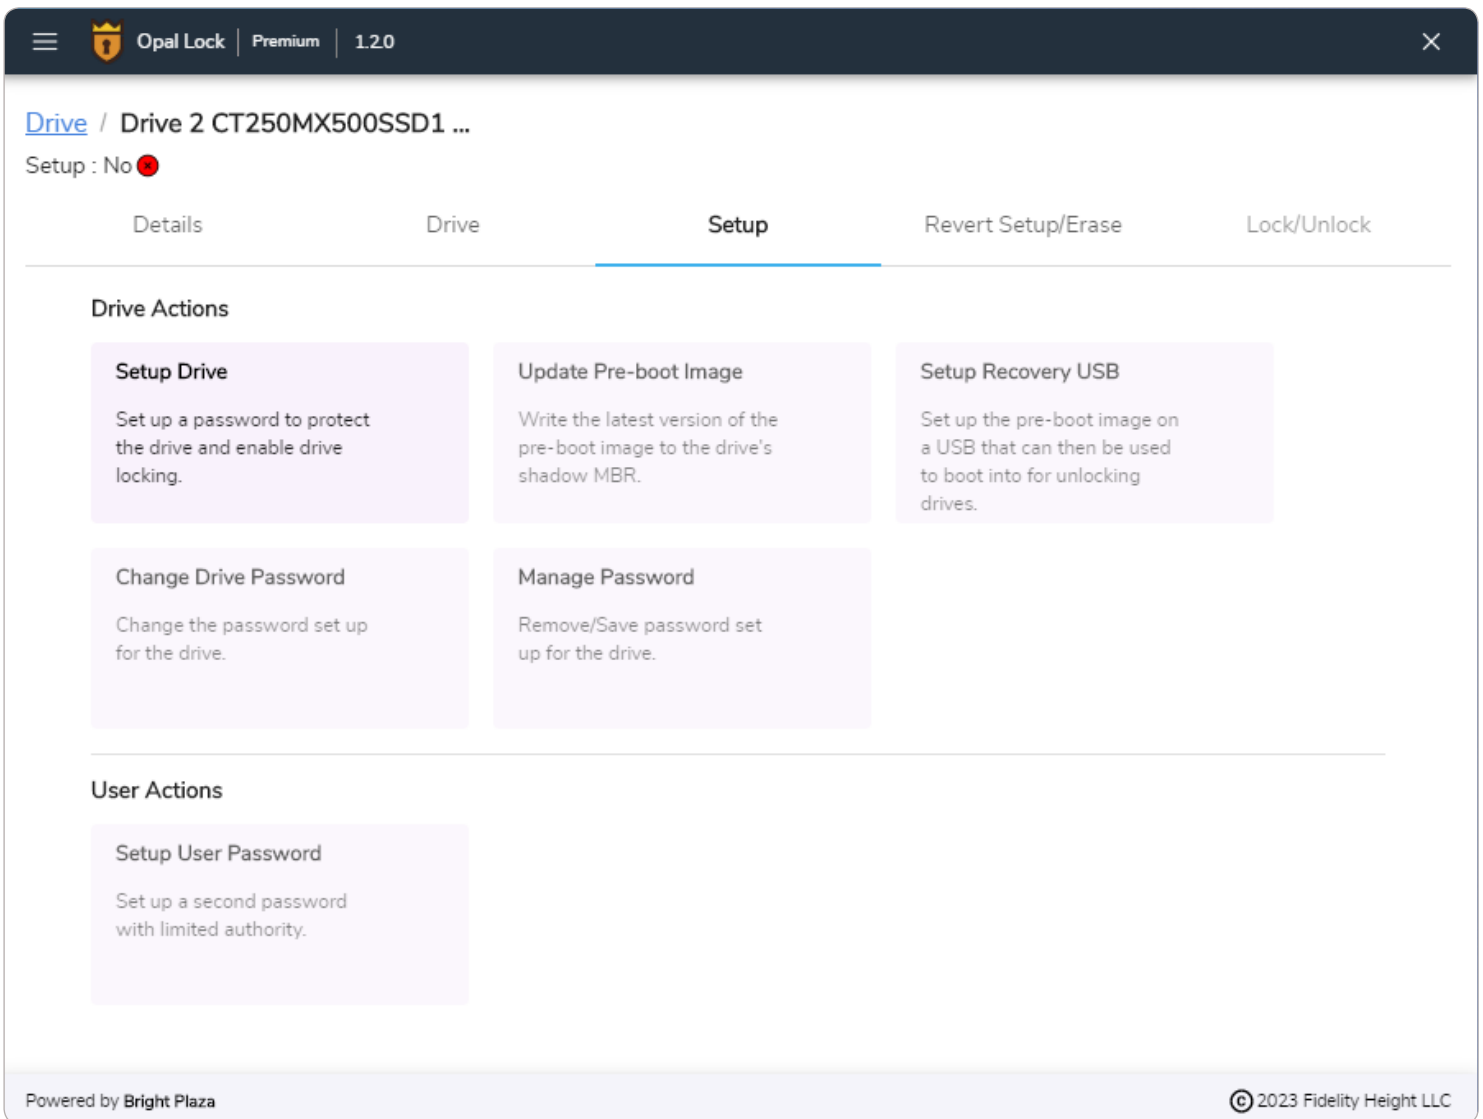 Opal Lock | Premium | 1.2.0
Drive / Drive 2 CT250MX500SSD1 ...
Setup : No
Details Drive Setup Revert Setup/Erase Lock/Unlock
Drive Actions
Setup Drive
Set up a password to protect
the drive and enable drive
locking.
Update Pre-boot Image
Write the latest version of the
pre-boot image to the drive's
shadow MBR.
Setup Recovery USB
Set up the pre-boot image on
a USB that can then be used
to boot into for unlocking
drives.
Change Drive Password
Change the password set up
for the drive.
Manage Password
Remove/Save password set
up for the drive.
User Actions
Setup User Password
Set up a second password
with limited authority.
Powered by Bright Plaza
© 2023 Fidelity Height LLC